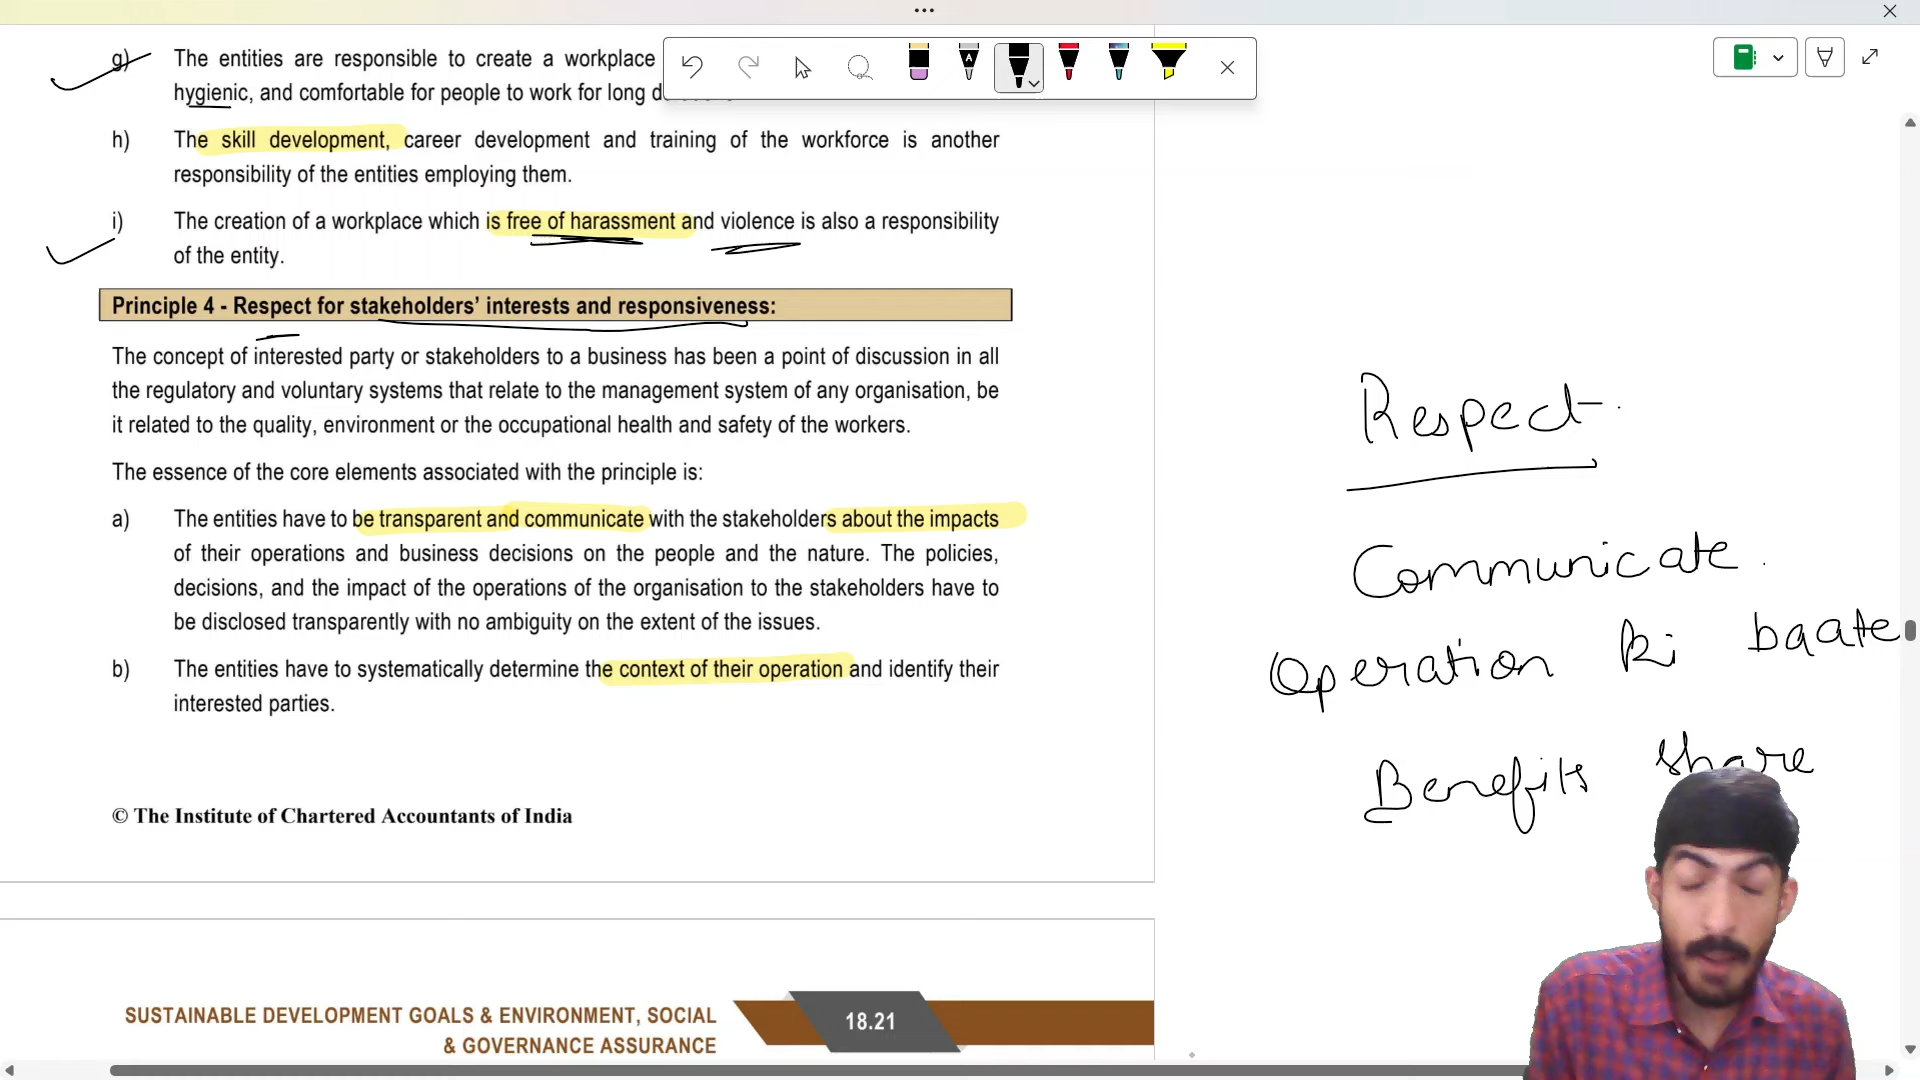 g) The entities are responsible to create a workplace
hygienic, and comfortable for people to work for long
h) The skill development, career development and training of the workforce is another
responsibility of the entities employing them.
i) The creation of a workplace which is free of harassment and violence is also a responsibility
of the entity.
Principle 4 - Respect for stakeholders’ interests and responsiveness:
The concept of interested party or stakeholders to a business has been a point of discussion in all
the regulatory and voluntary systems that relate to the management system of any organisation, be
it related to the quality, environment or the occupational health and safety of the workers.
The essence of the core elements associated with the principle is:
a) The entities have to be transparent and communicate with the stakeholders about the impacts
of their operations and business decisions on the people and the nature. The policies,
decisions, and the impact of the operations of the organisation to the stakeholders have to
be disclosed transparently with no ambiguity on the extent of the issues.
b) The entities have to systematically determine the context of their operation and identify their
interested parties.
© The Institute of Chartered Accountants of India
SUSTAINABLE DEVELOPMENT GOALS & ENVIRONMENT, SOCIAL
& GOVERNANCE ASSURANCE
18.21
Respect
Communicate.
Operation ki baate
Benefits share